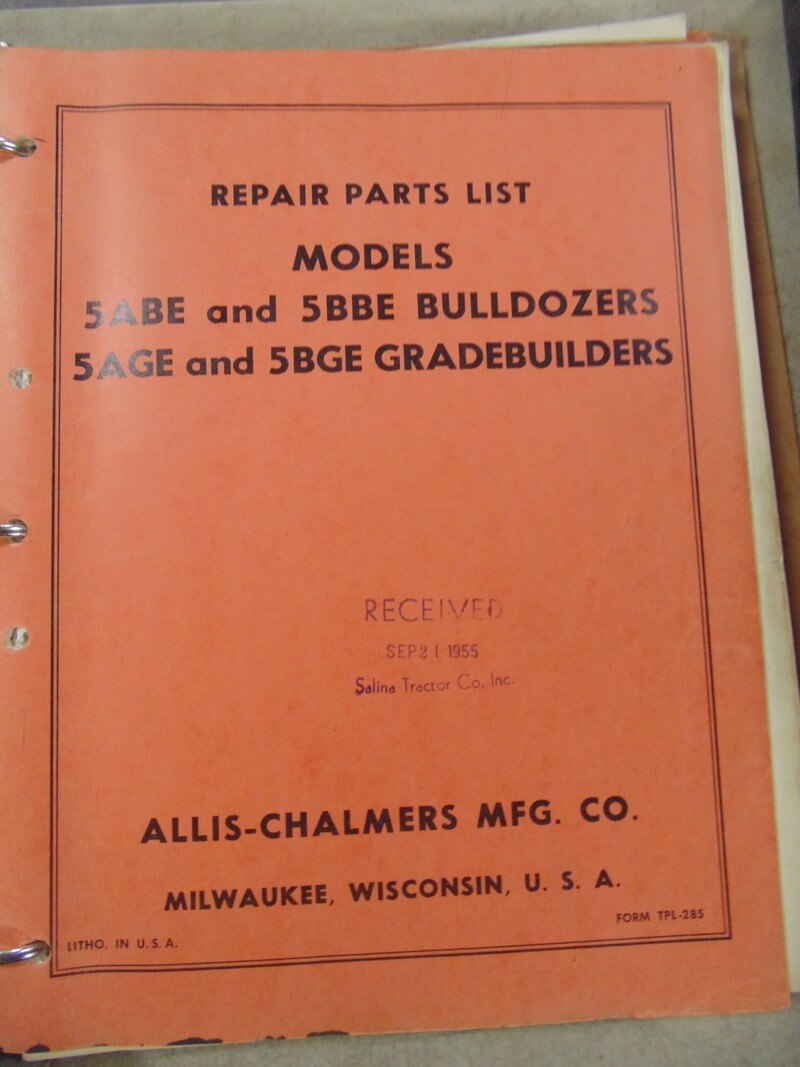 REPAIR PARTS LIST
MODELS
5ABE and 5BBE BULLDOZERS
5AGE and 5BGE GRADEBUILDERS
RECEIVED
SEP 21 1955
Salina Tractor Co. Inc.
ALLIS-CHALMERS MFG. CO.
MILWAUKEE, WISCONSIN, U. S. A.
FORM TPL-285
LITHO. IN U. S. A.